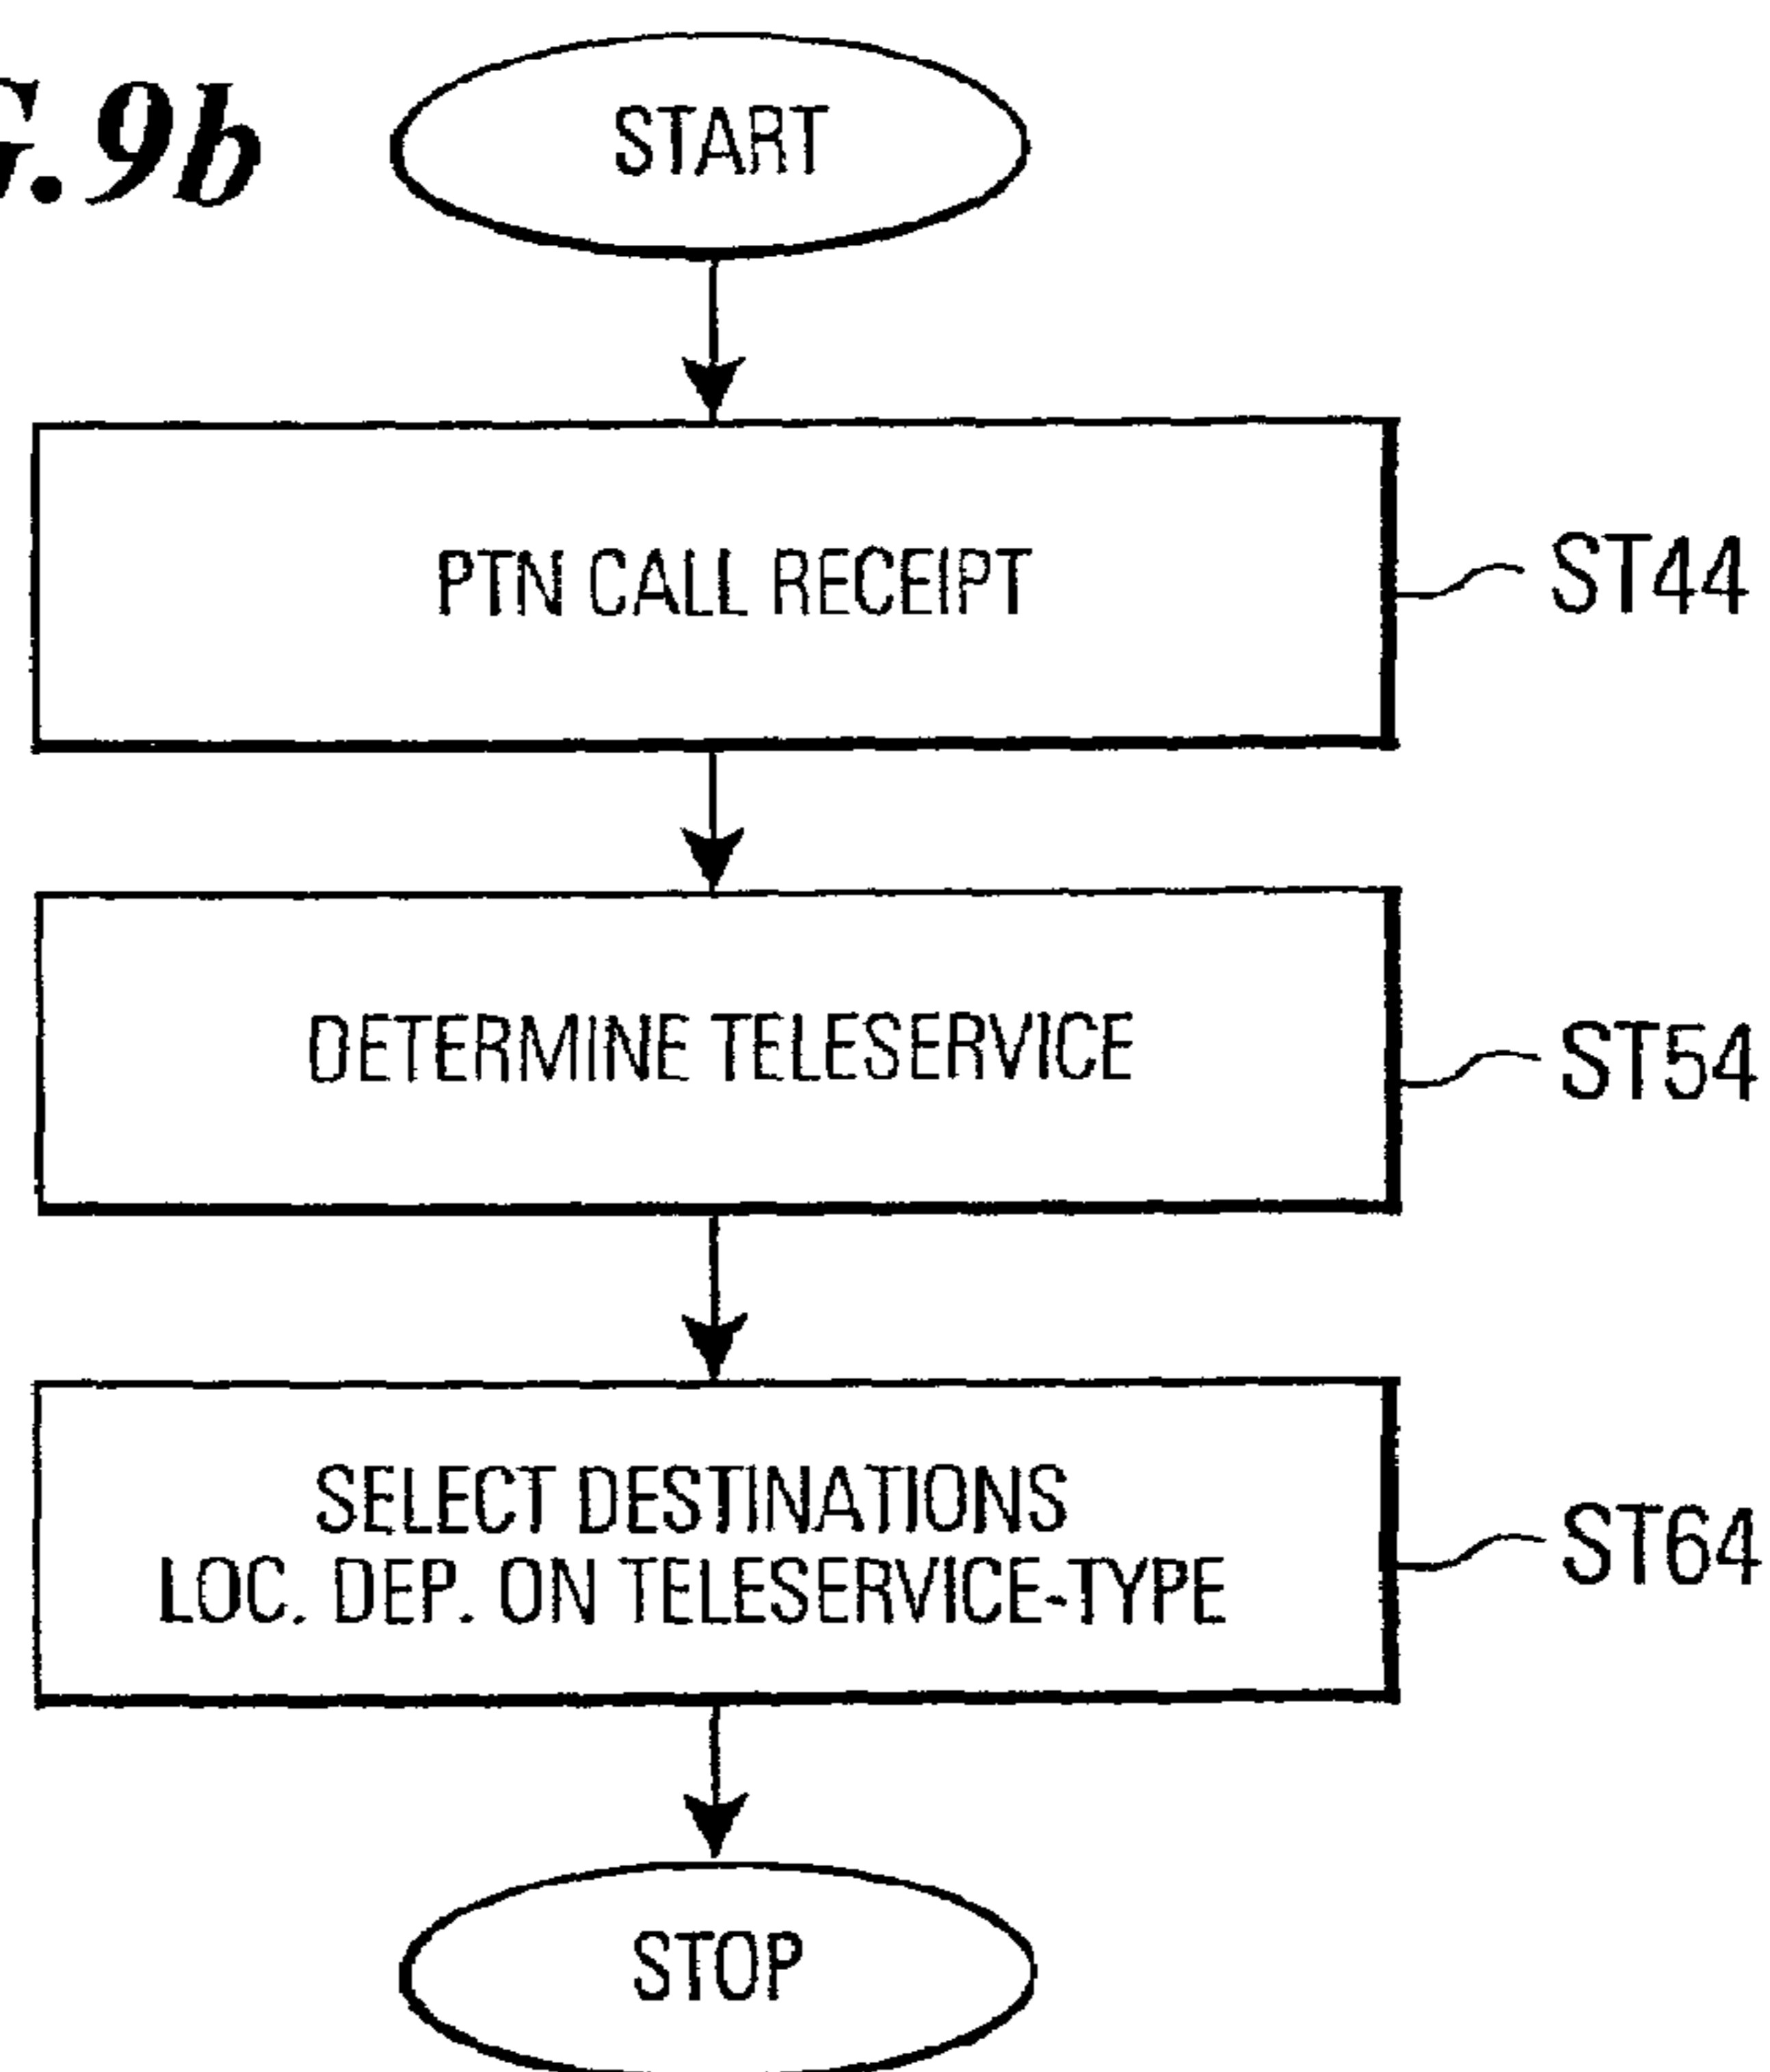 G.9b
START
PTN CALL RECEIPT
ST44
DETERMINE TELESERVICE
ST54
SELECT DESTINATIONS
LOC. DEP. ON TELESERVICE-TYPE
ST64
STOP